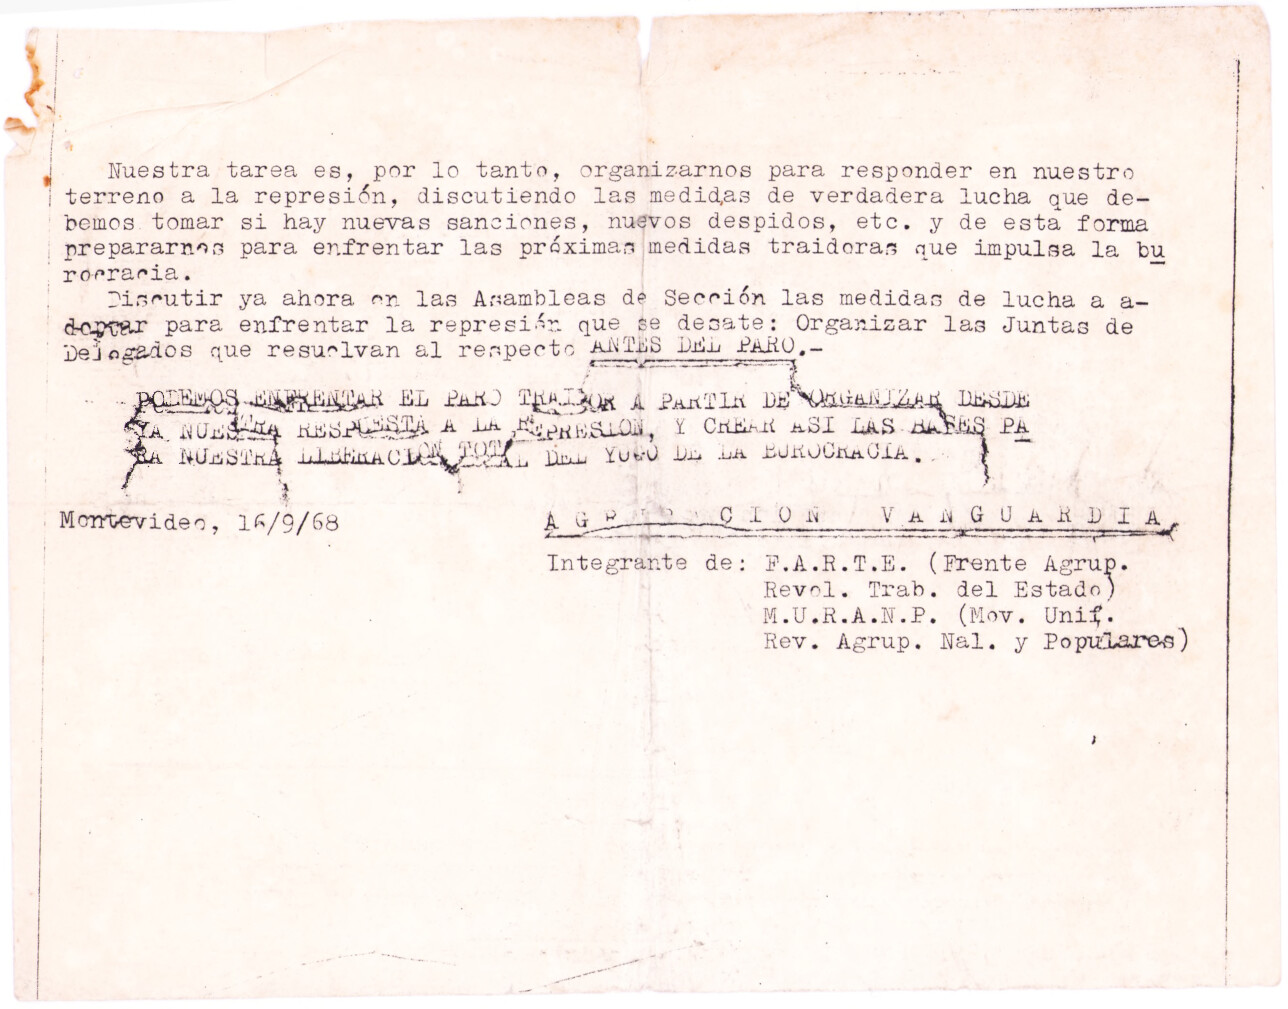 Nuestra tarea es, por lo tanto, organizarnos para responder en nuestro
terreno a la represión, discutiendo las medidas de verdadera lucha que de-
bemos tomar si hay nuevas sanciones, nuevos despidos, etc. y de esta forma
prepararnos para enfrentar las próximas medidas traidoras que impulsa la bu
rocracia.
Discutir ya ahora en las Asambleas de Sección las medidas de lucha a a-
doptar para enfrentar la represión que se desate: Organizar las Juntas de
Delegados que resuelvan al respecto ANTES DEL PARO.-
PODEMOS ENFRENTAR EL PARO TRAIDOR A PARTIR DE ORGANIZAR DESDE
YA NUESTRA RESPUESTA A LA REPRESION, Y CREAR ASI LAS BASES PA
RA NUESTRA LIBERACION TOTAL DEL YUGO DE LA BUROCRACIA.
Montevideo, 16/9/68
AGRUPACION VANGUARDIA
Integrante de: F.A.R.T.E. (Frente Agrup.
Revol. Trab. del Estado)
M.U.R.A.N.P. (Mov. Unif.
Rev. Agrup. Nal. y Populares)